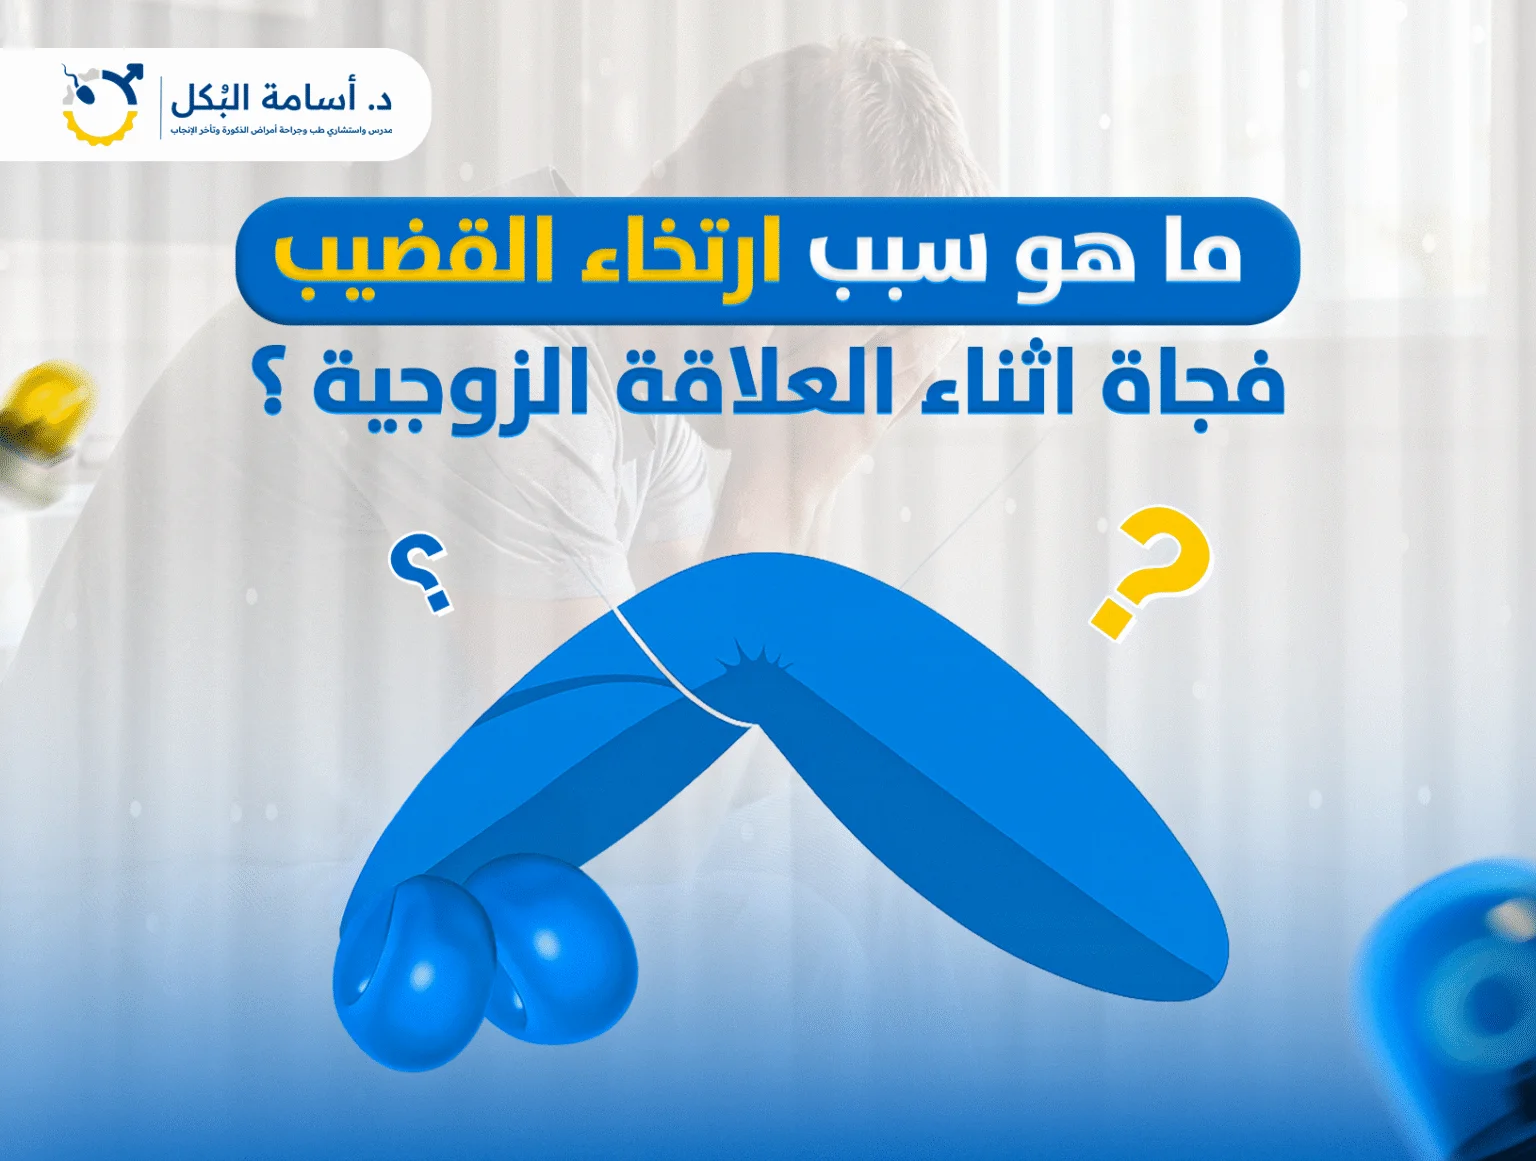 د. أسامة البُكل
مدرس واستشاري طب وجراحة أمراض الذكورة وتأخر الإنجاب
ما هو سبب ارتخاء القضيب
فجاة اثناء العلاقة الزوجية ؟
؟
?